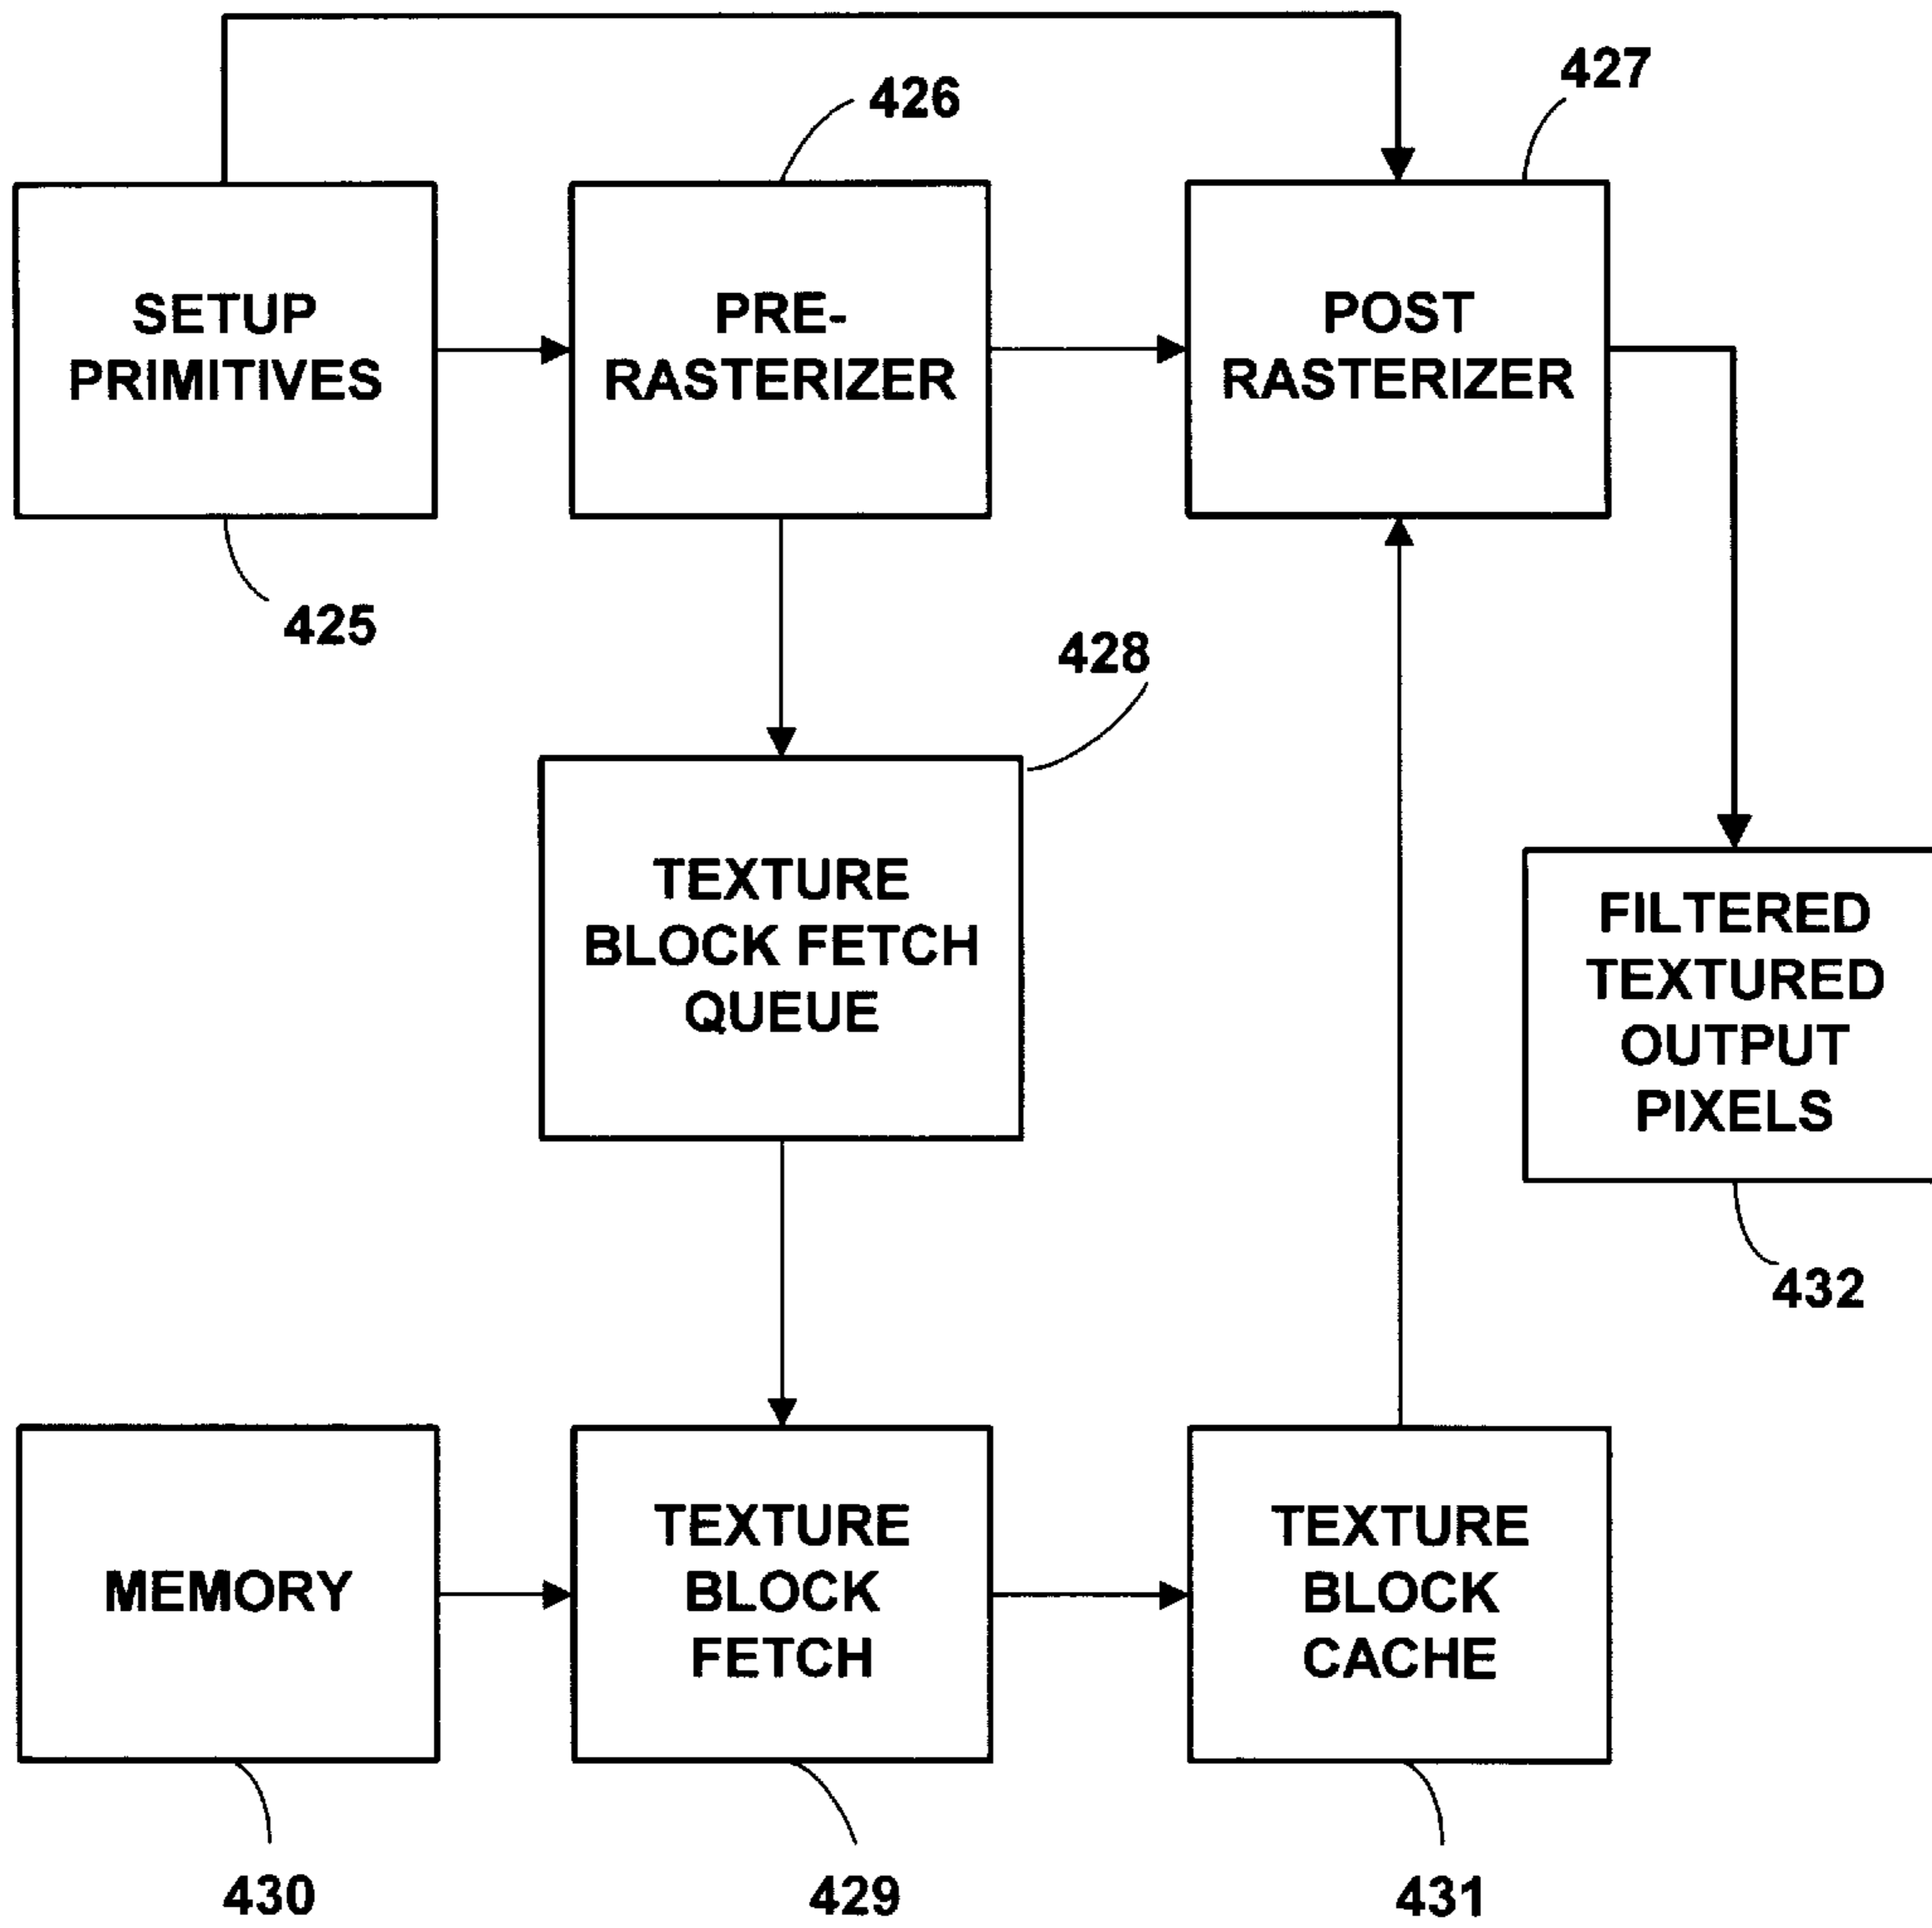 426
427
SETUP
PRIMITIVES
PRE-
RASTERIZER
POST
RASTERIZER
425
428
TEXTURE
BLOCK FETCH
QUEUE
FILTERED
TEXTURED
OUTPUT
PIXELS
432
MEMORY
TEXTURE
BLOCK
FETCH
TEXTURE
BLOCK
CACHE
430
429
431